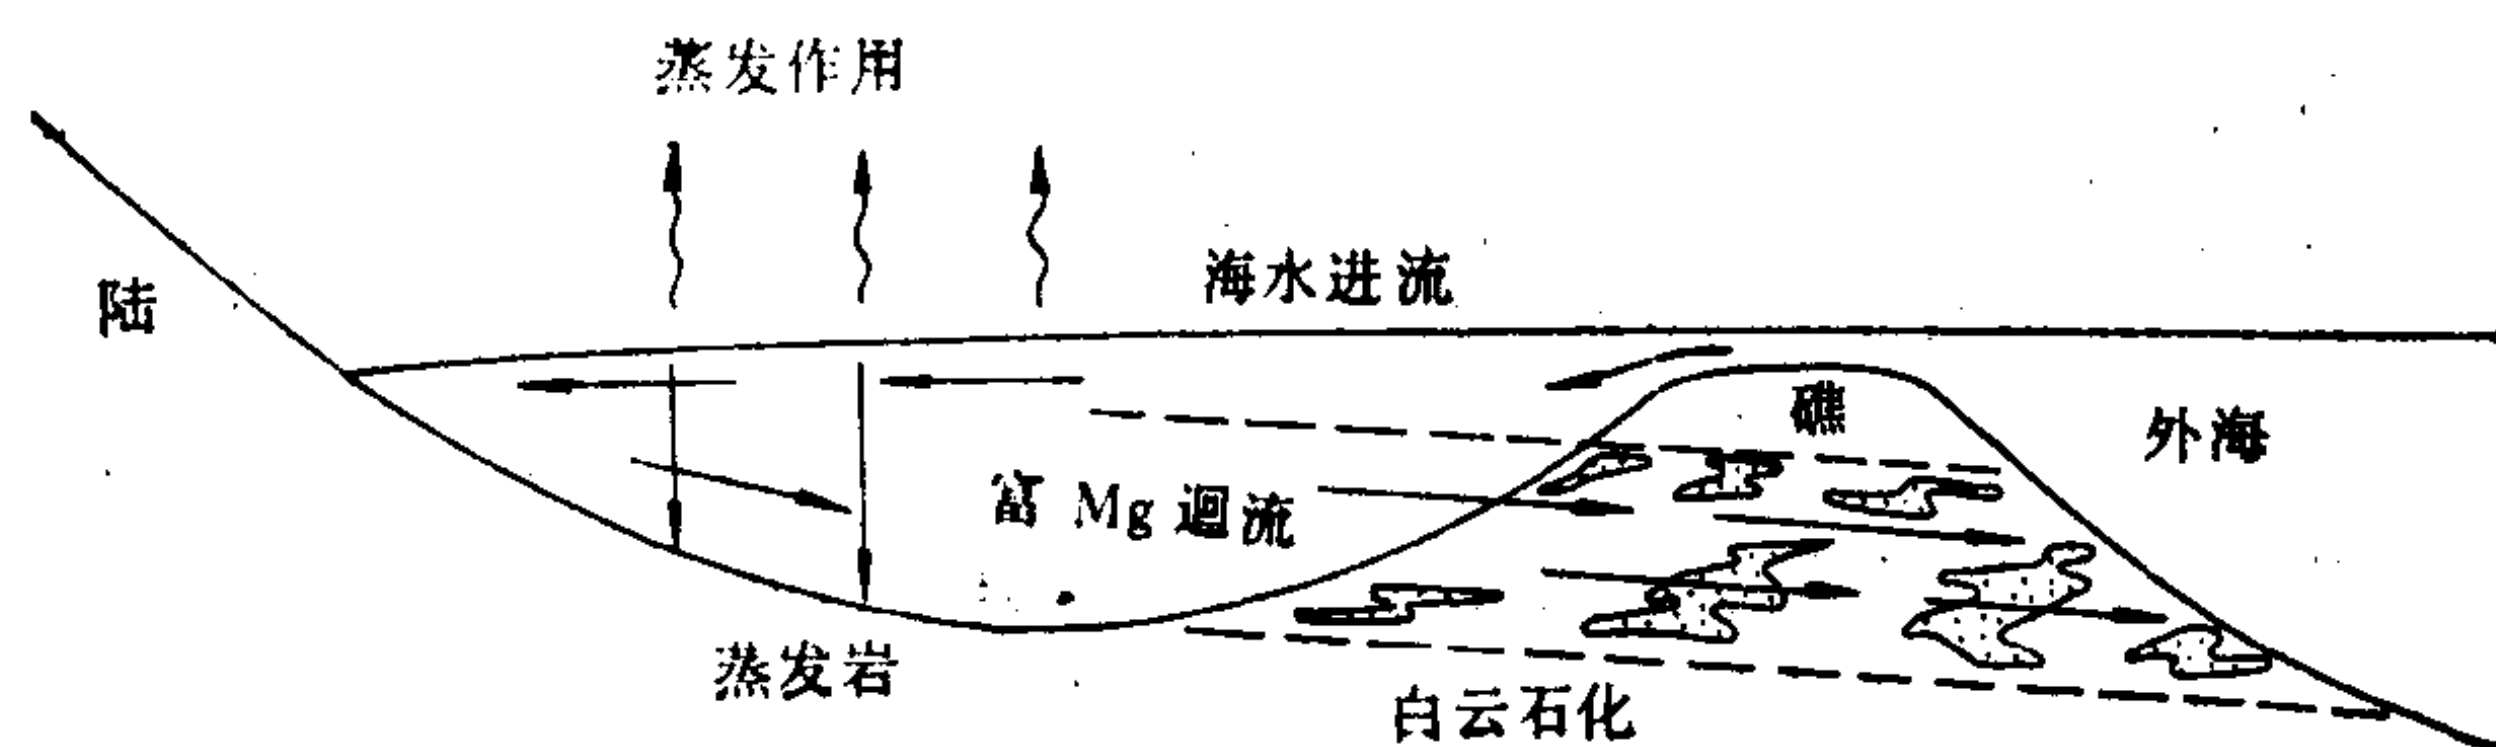 蒸发作用
海水进流
陆
礁
外海
富 Mg 迴流
蒸发岩
白云石化